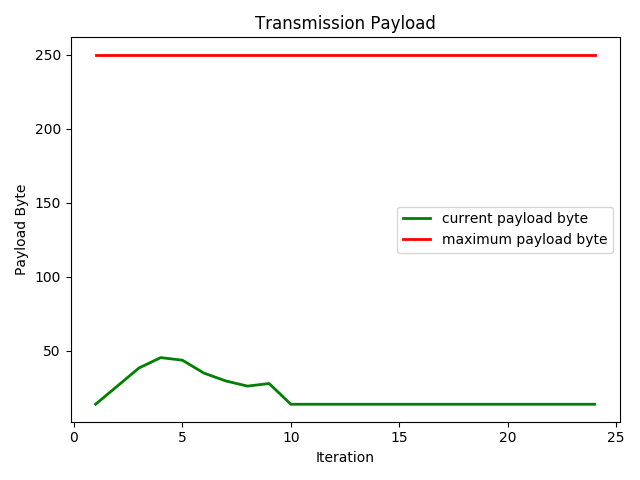 Transmission Payload
250
200
150
100
50
Payload Byte
current payload byte
maximum payload byte
0
5
10
15
20
25
Iteration